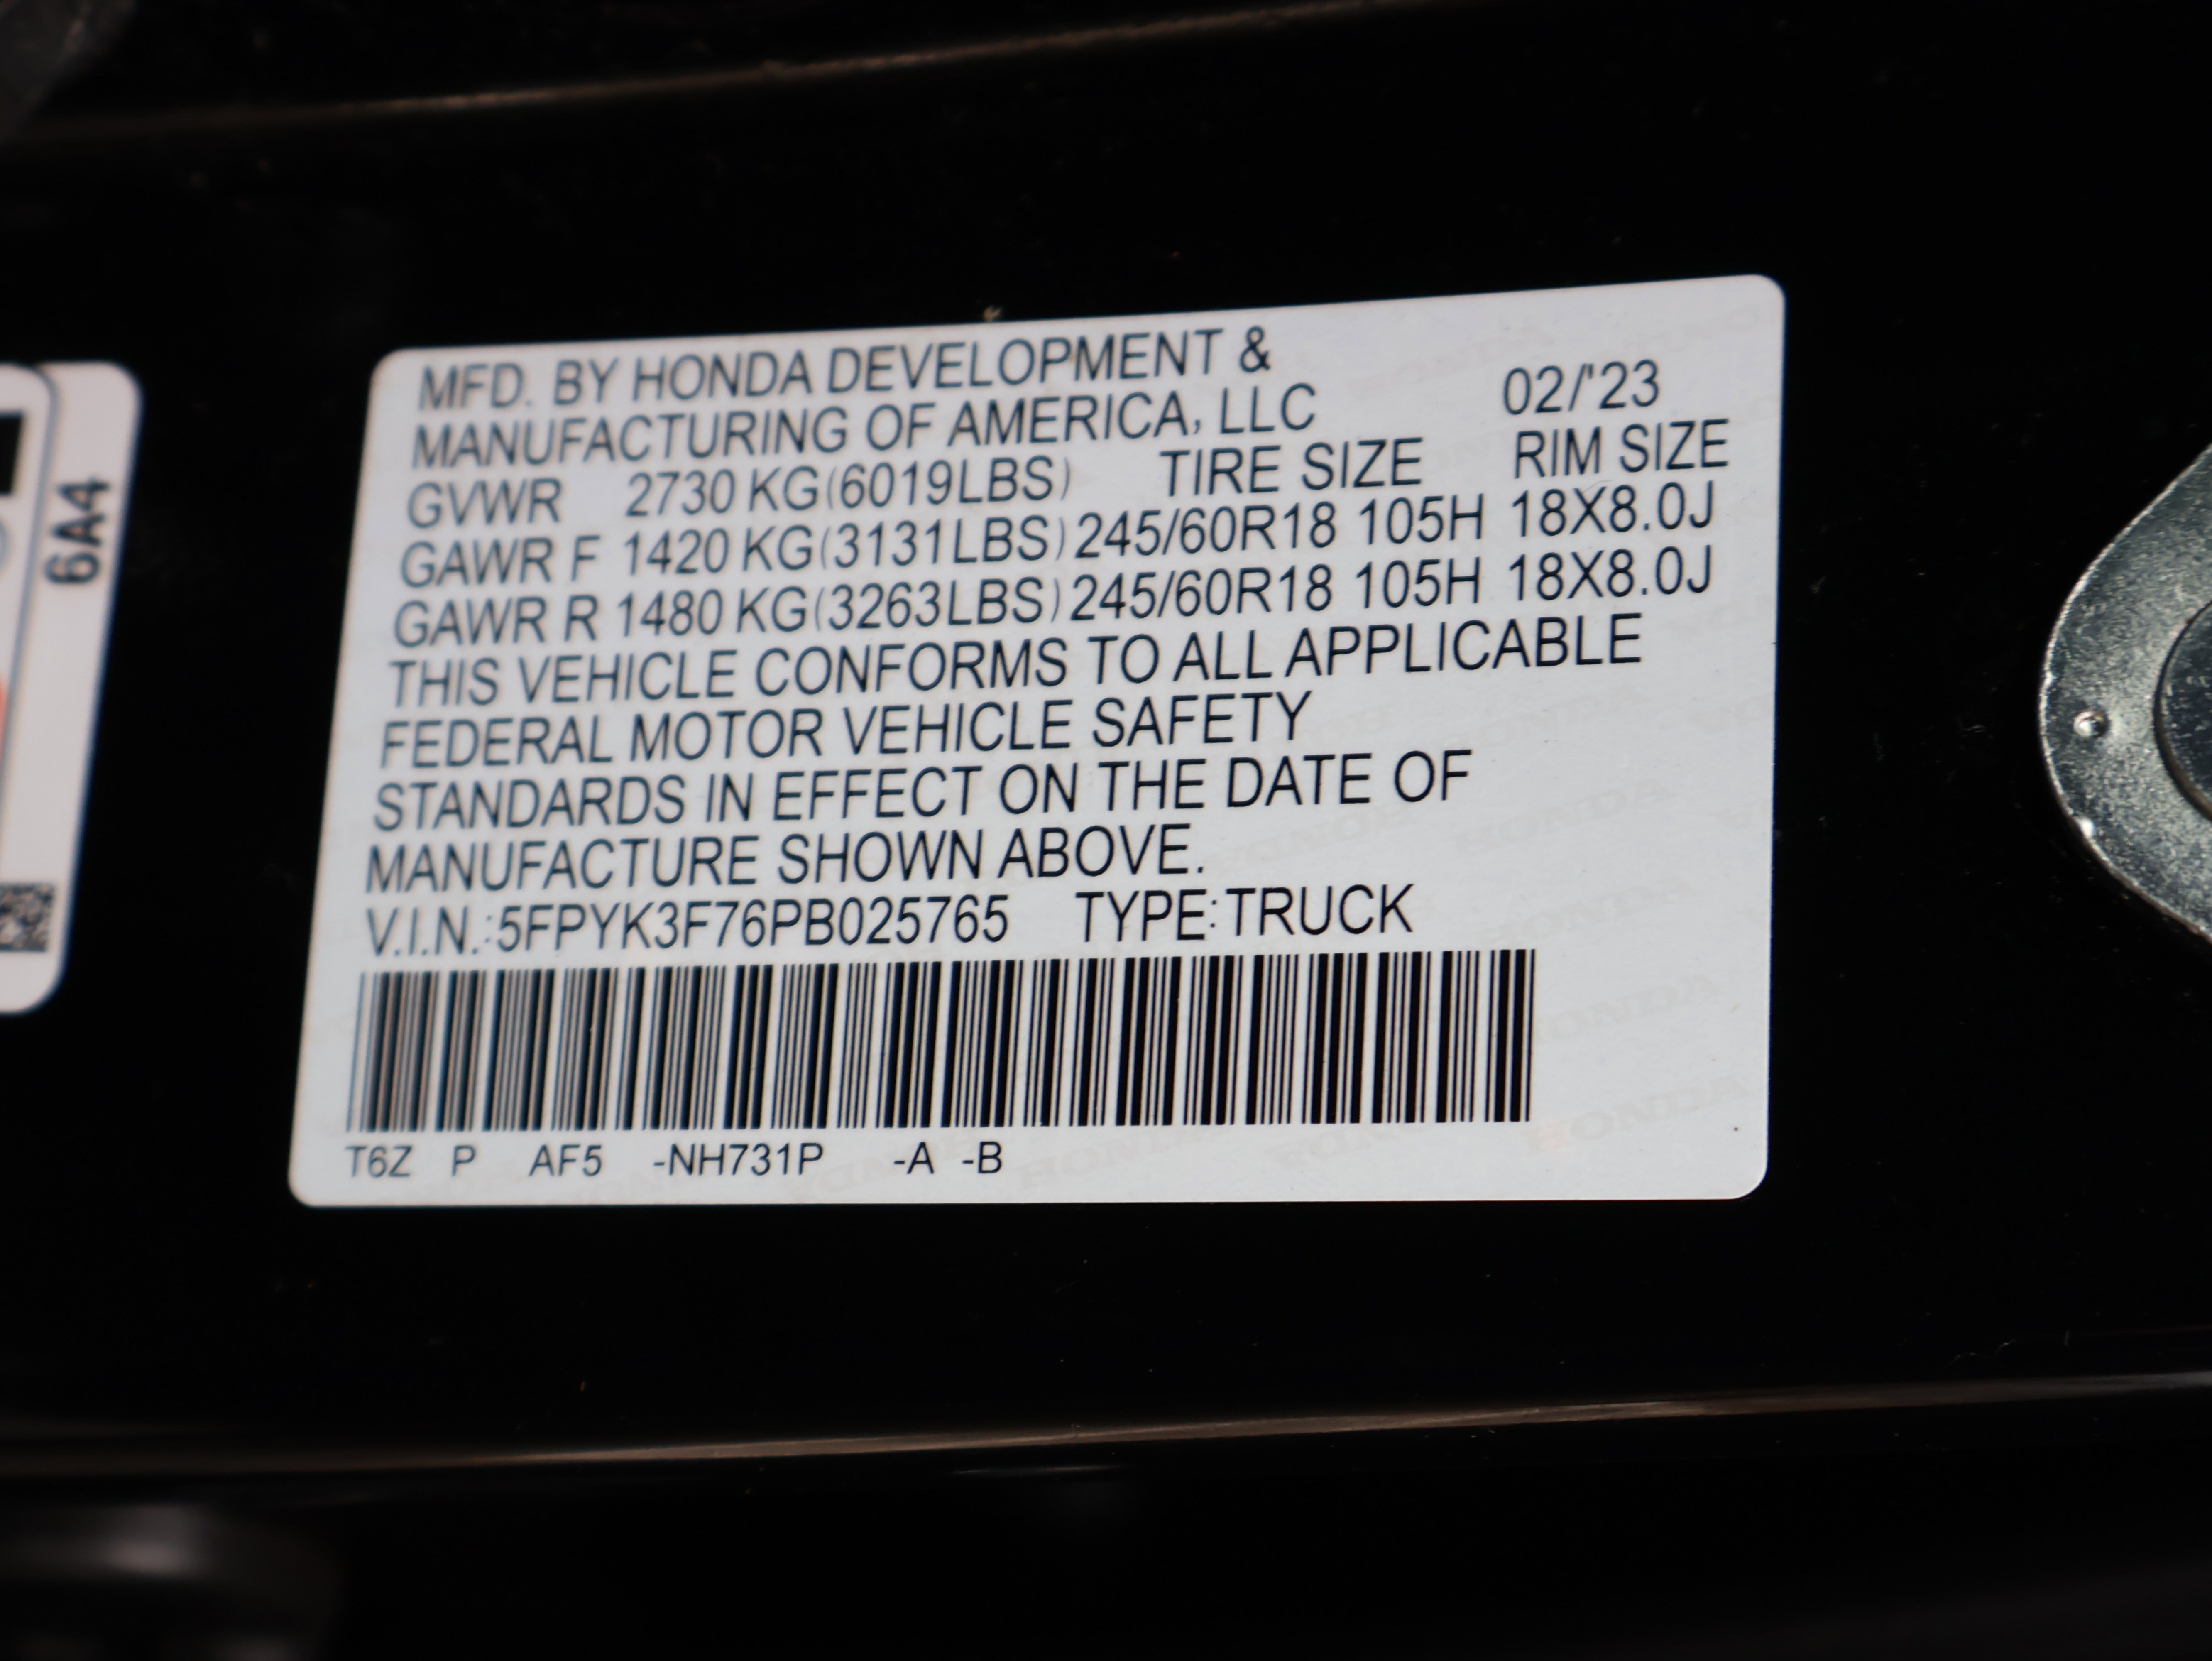 MFD. BY HONDA DEVELOPMENT &
MANUFACTURING OF AMERICA, LLC 02/'23
GVWR 2730 KG(6019LBS) TIRE SIZE RIM SIZE
GAWR F 1420 KG(3131LBS) 245/60R18 105H 18X8.0J
GAWR R 1480 KG(3263LBS) 245/60R18 105H 18X8.0J
THIS VEHICLE CONFORMS TO ALL APPLICABLE
FEDERAL MOTOR VEHICLE SAFETY
STANDARDS IN EFFECT ON THE DATE OF
MANUFACTURE SHOWN ABOVE.
V.I.N.:5FPYK3F76PB025765 TYPE:TRUCK
T6Z P AF5 -NH731P -A -B
6A4